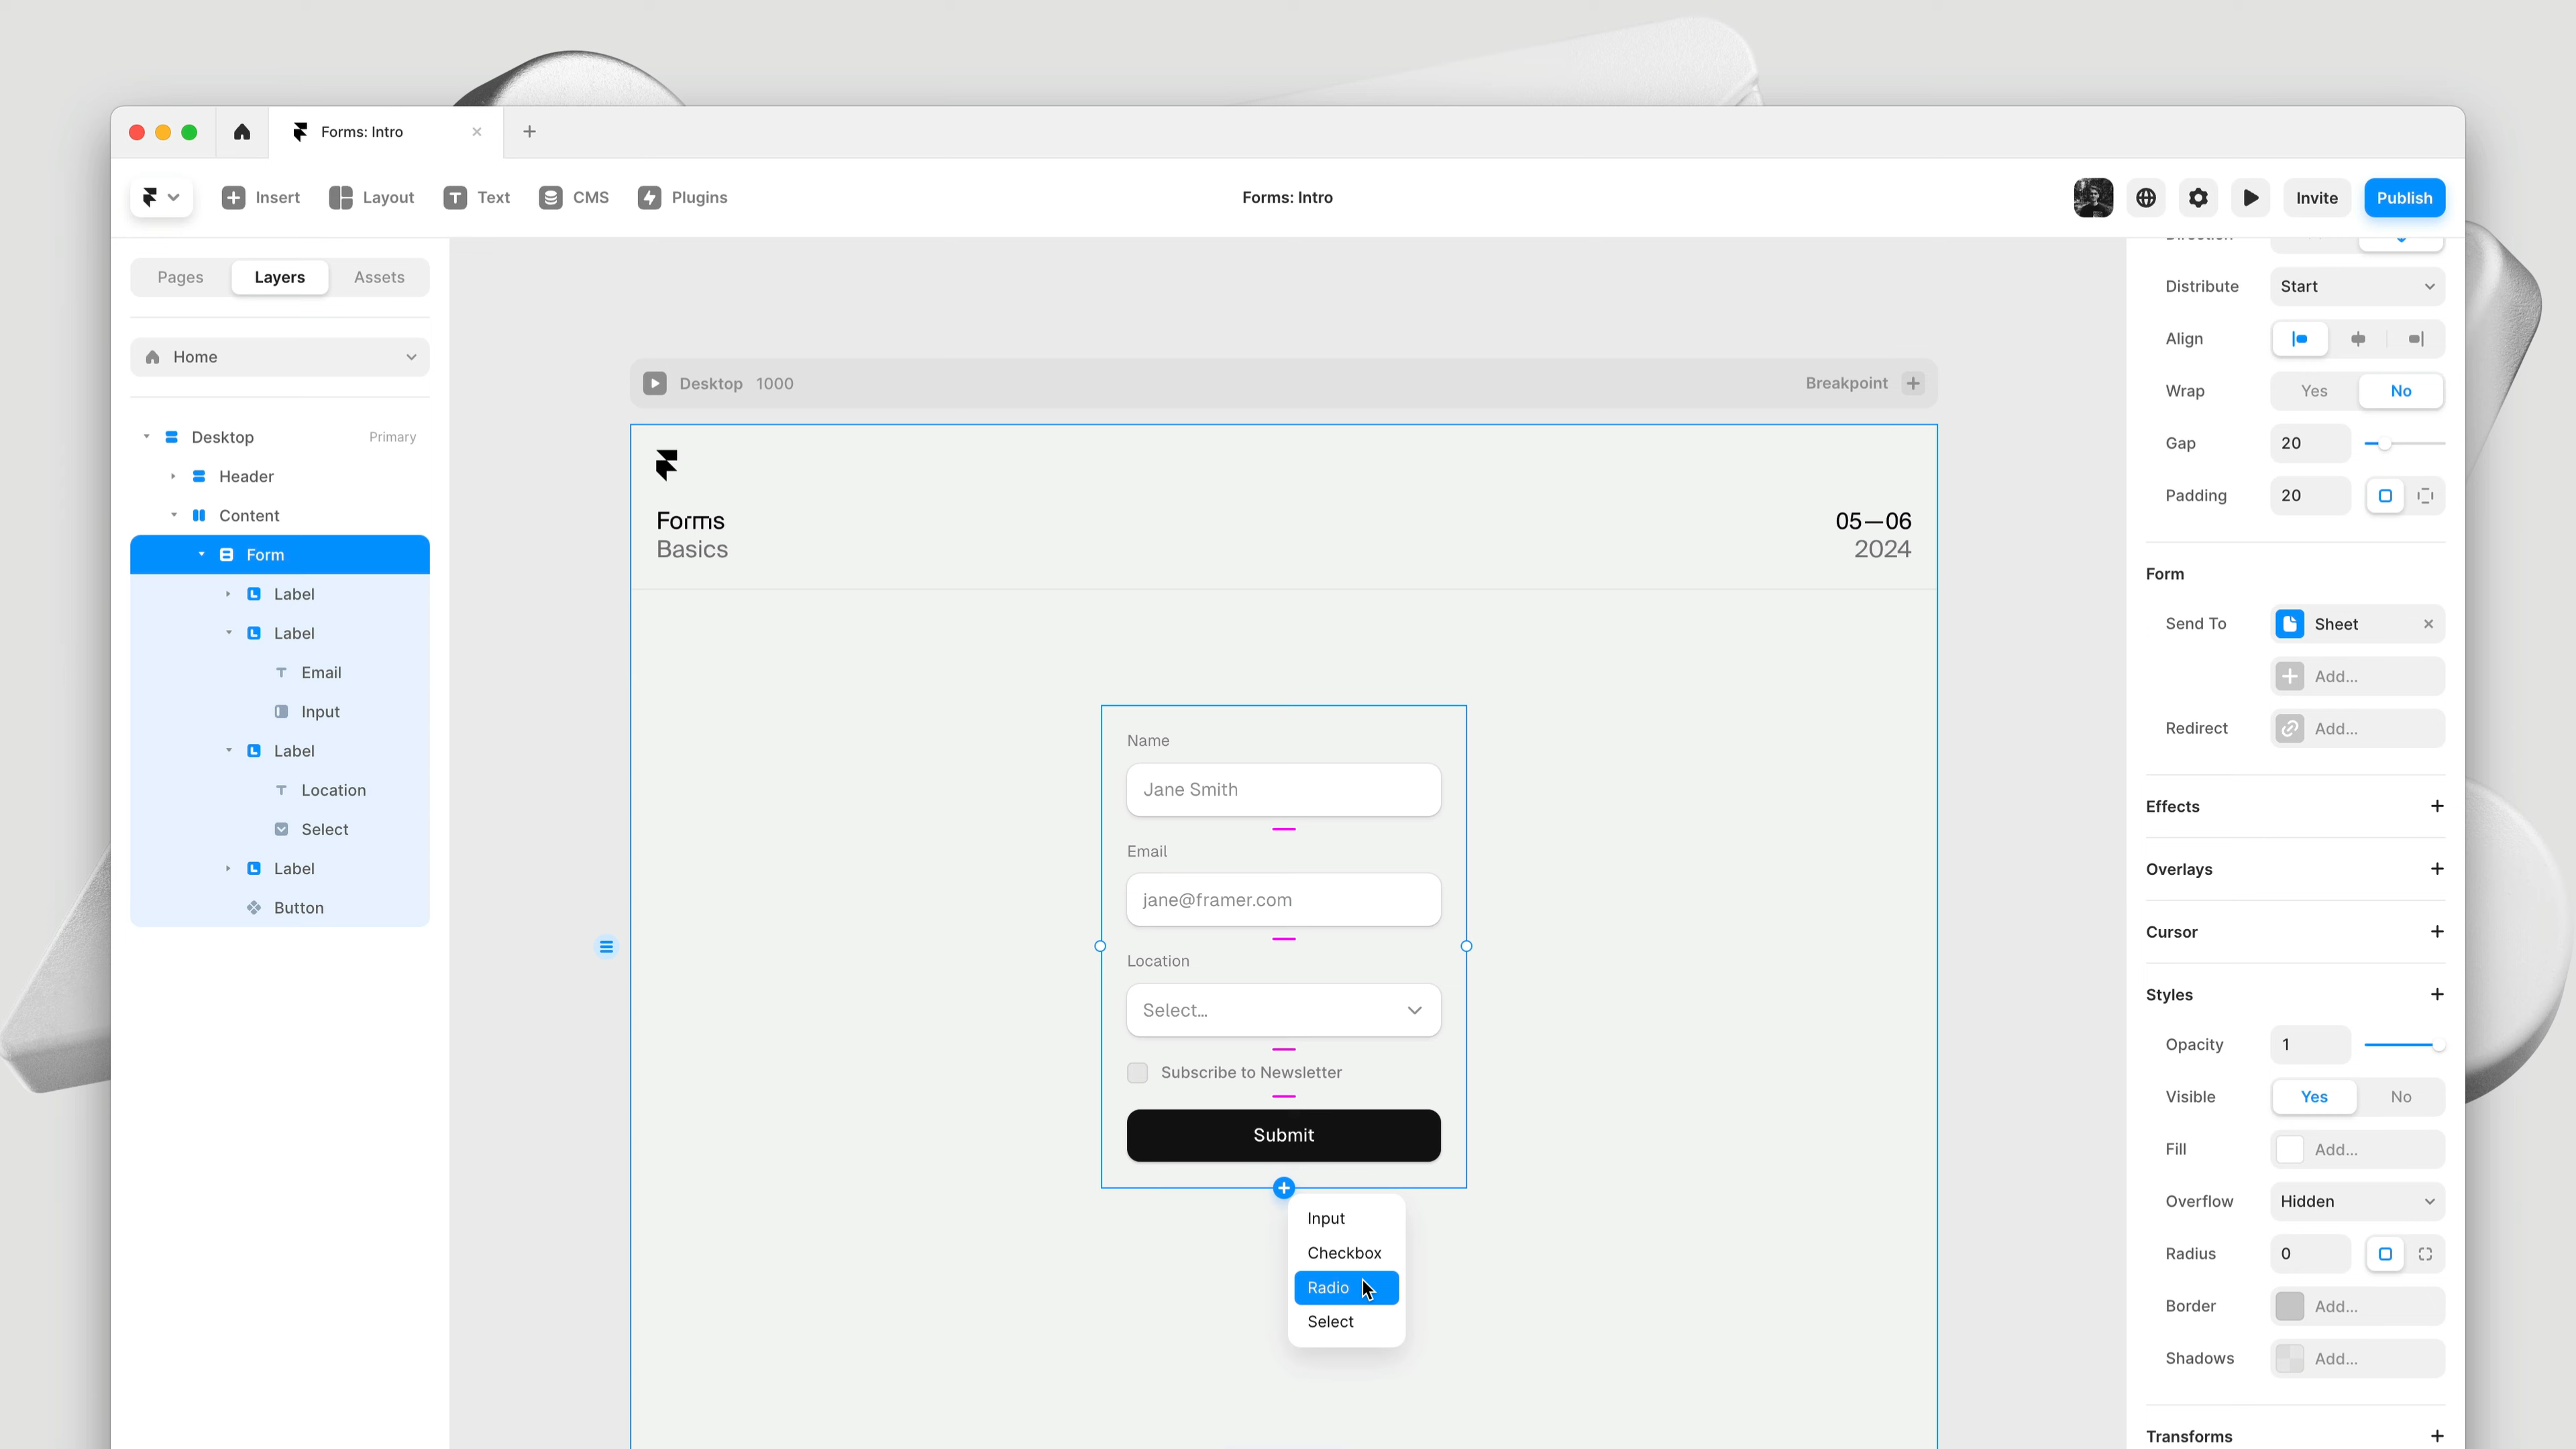 Forms: Intro
Insert
Layout
Text
CMS
Plugins
Forms: Intro
Invite
Publish
Pages
Layers
Assets
Home
Desktop
Primary
Header
Content
Form
Label
Label
Email
Input
Label
Location
Select
Label
Button
Desktop 1000
Breakpoint
Forms
Basics
05—06
2024
Name
Jane Smith
Email
jane@framer.com
Location
Select...
Subscribe to Newsletter
Submit
Input
Checkbox
Radio
Select
Direction
Distribute
Start
Align
Wrap
Yes
No
Gap
20
Padding
20
Form
Send To
Sheet
Add...
Redirect
Add...
Effects
Overlays
Cursor
Styles
Opacity
1
Visible
Yes
No
Fill
Add...
Overflow
Hidden
Radius
0
Border
Add...
Shadows
Add...
Transforms